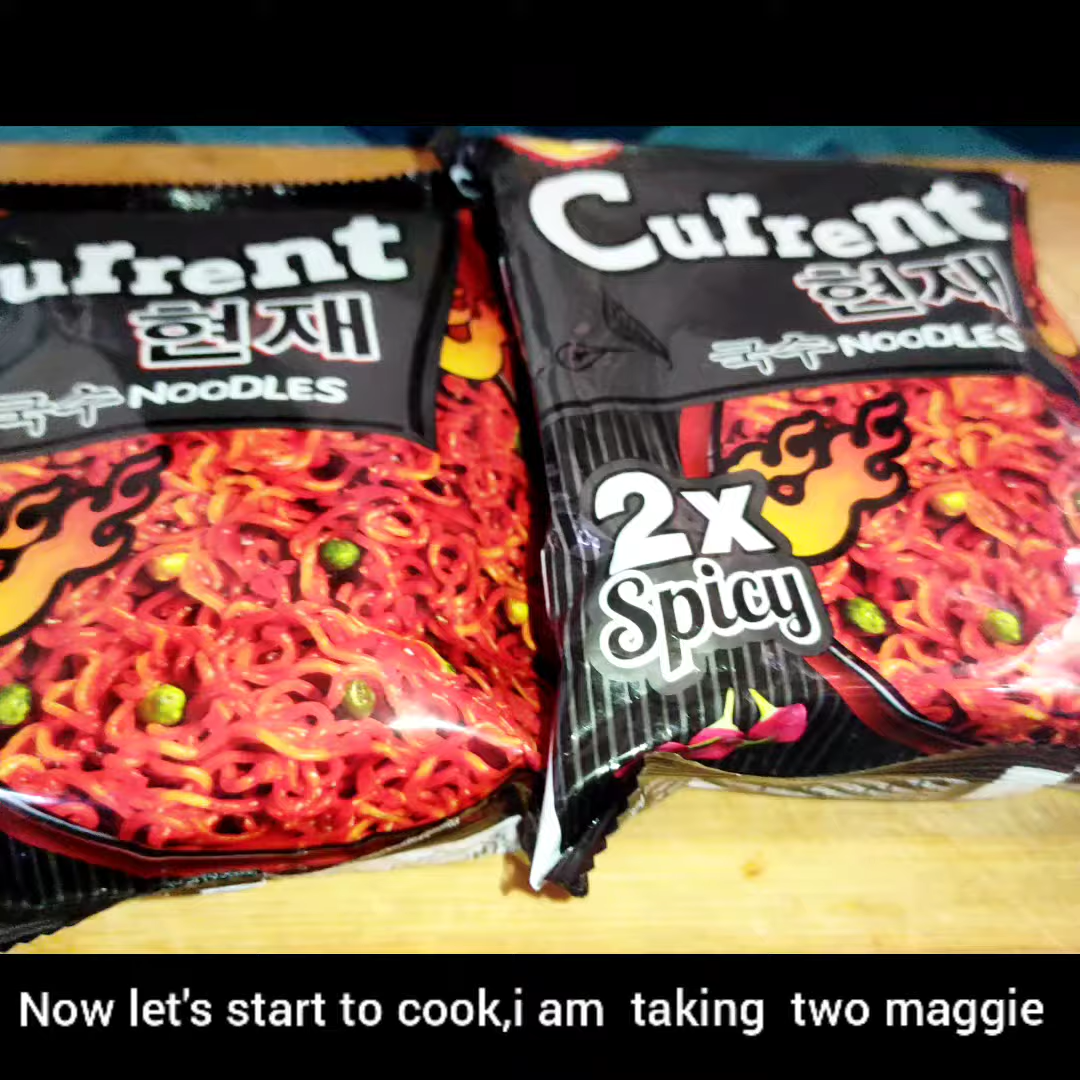 urrent
현재
국수 NOODLES
Current
현재
국수 NOODLES
2x
Spicy
Now let's start to cook,i am taking two maggie